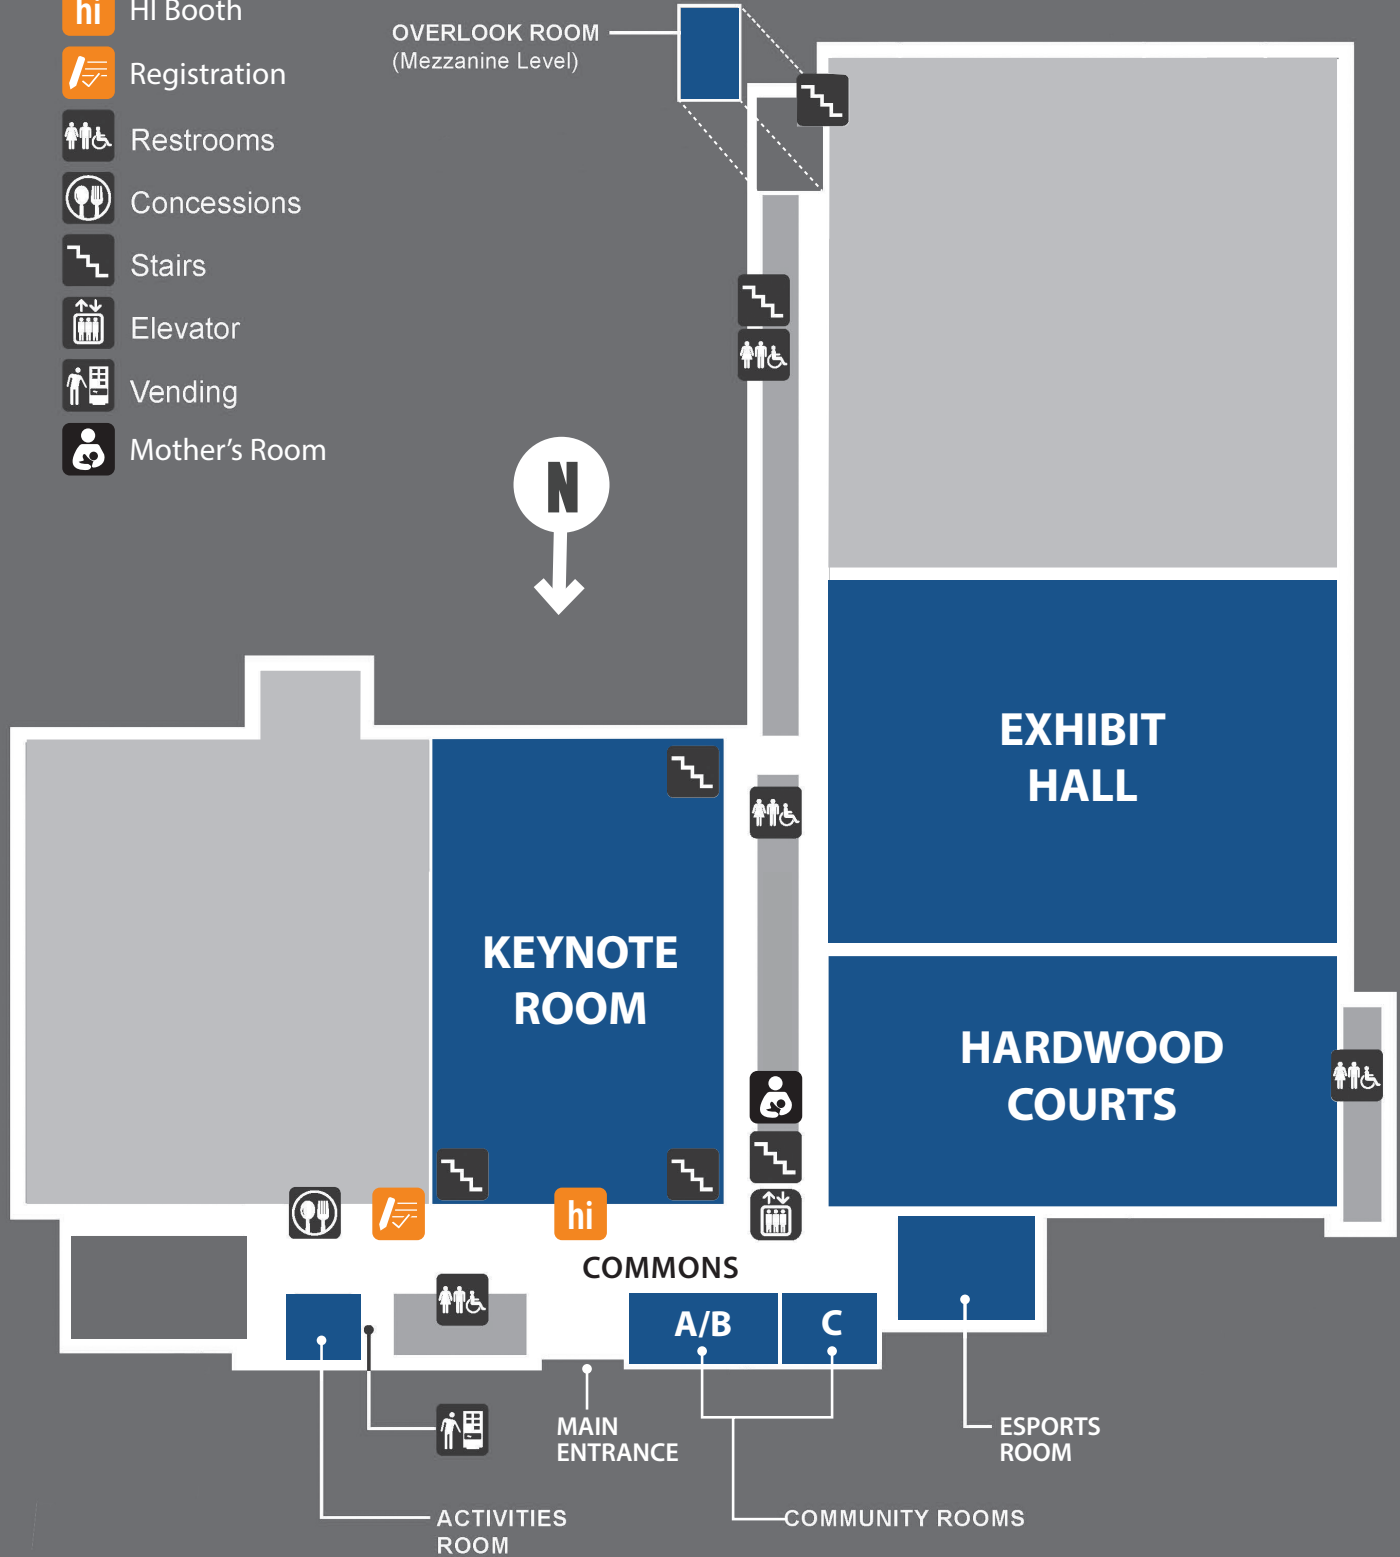 hi HI Booth
Registration
Restrooms
Concessions
Stairs
Elevator
Vending
Mother's Room
OVERLOOK ROOM
(Mezzanine Level)
N
EXHIBIT
HALL
KEYNOTE
ROOM
HARDWOOD
COURTS
hi
COMMONS
A/B
C
MAIN
ENTRANCE
ESPORTS
ROOM
ACTIVITIES
ROOM
COMMUNITY ROOMS